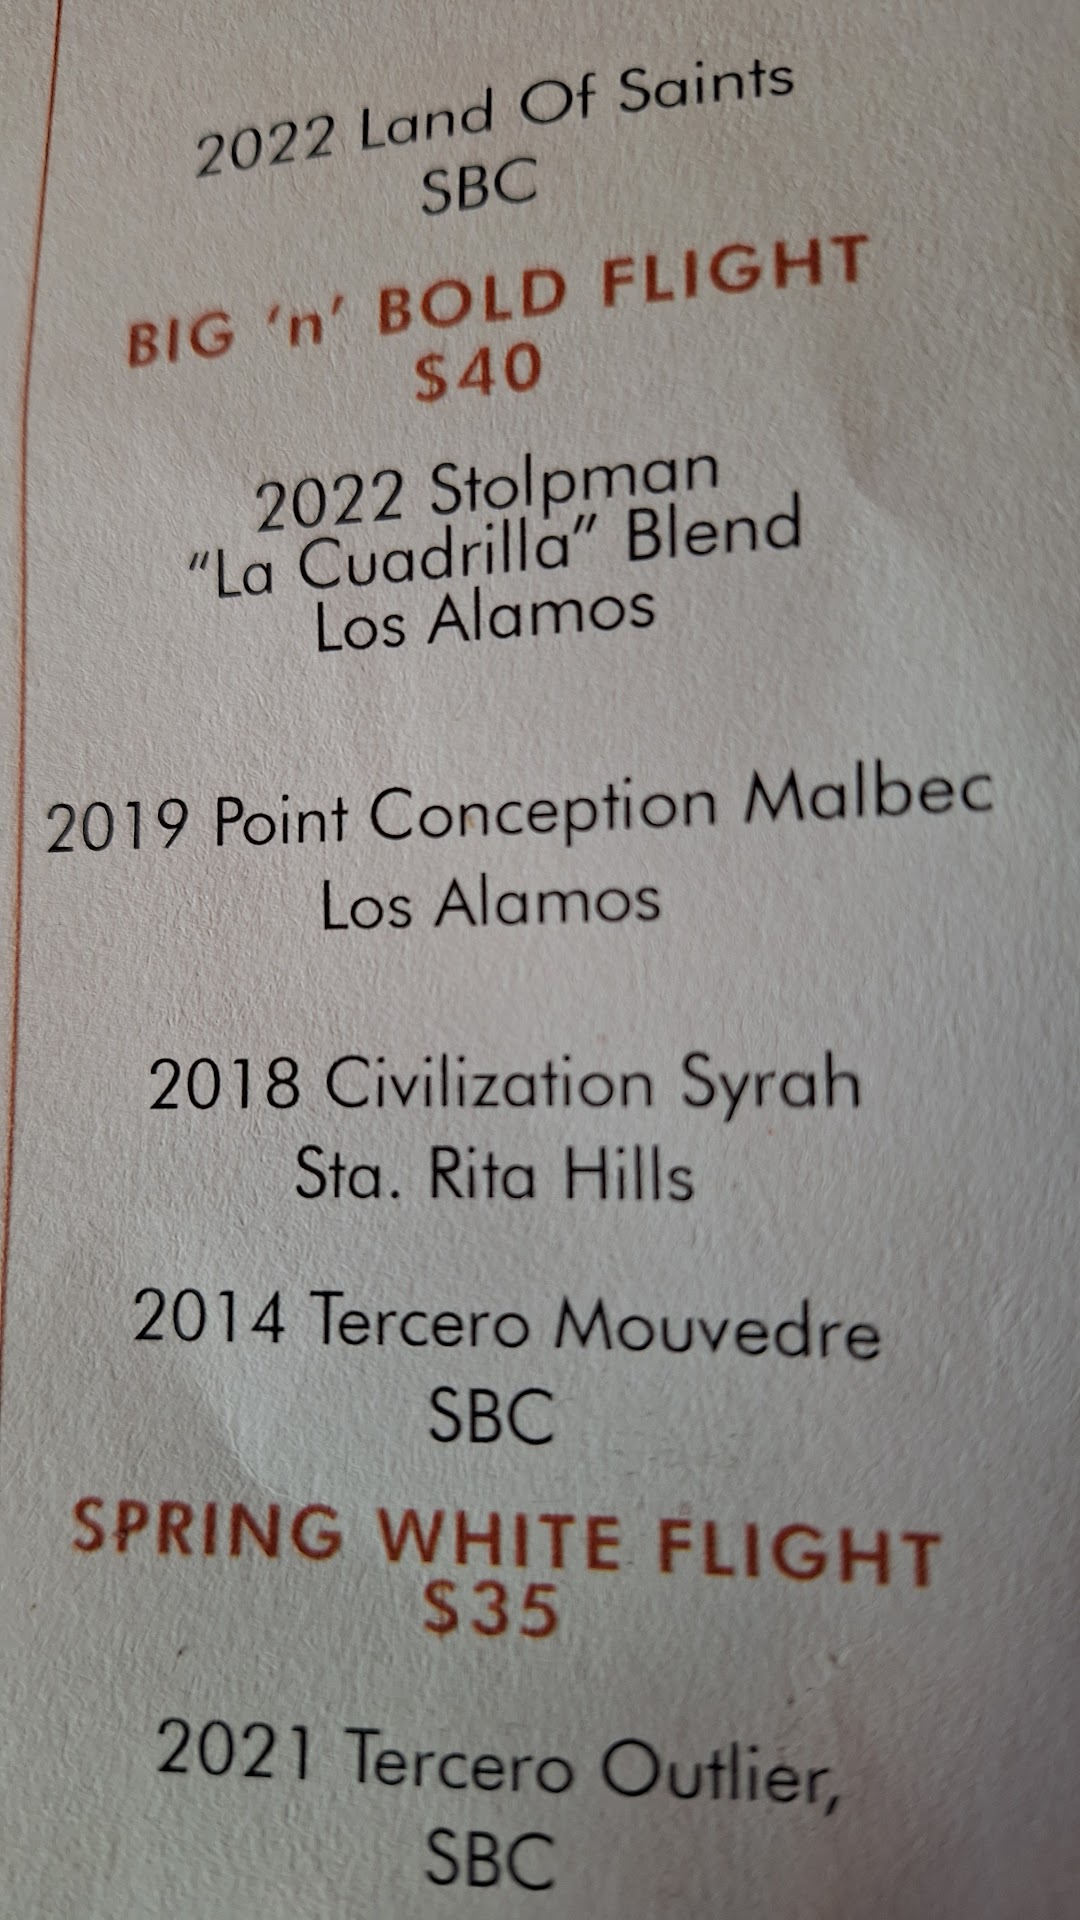 2022 Land Of Saints
SBC
BIG 'n' BOLD FLIGHT
$40
2022 Stolpman
"La Cuadrilla" Blend
Los Alamos
2019 Point Conception Malbec
Los Alamos
2018 Civilization Syrah
Sta. Rita Hills
2014 Tercero Mouvedre
SBC
SPRING WHITE FLIGHT
$35
2021 Tercero Outlier,
SBC